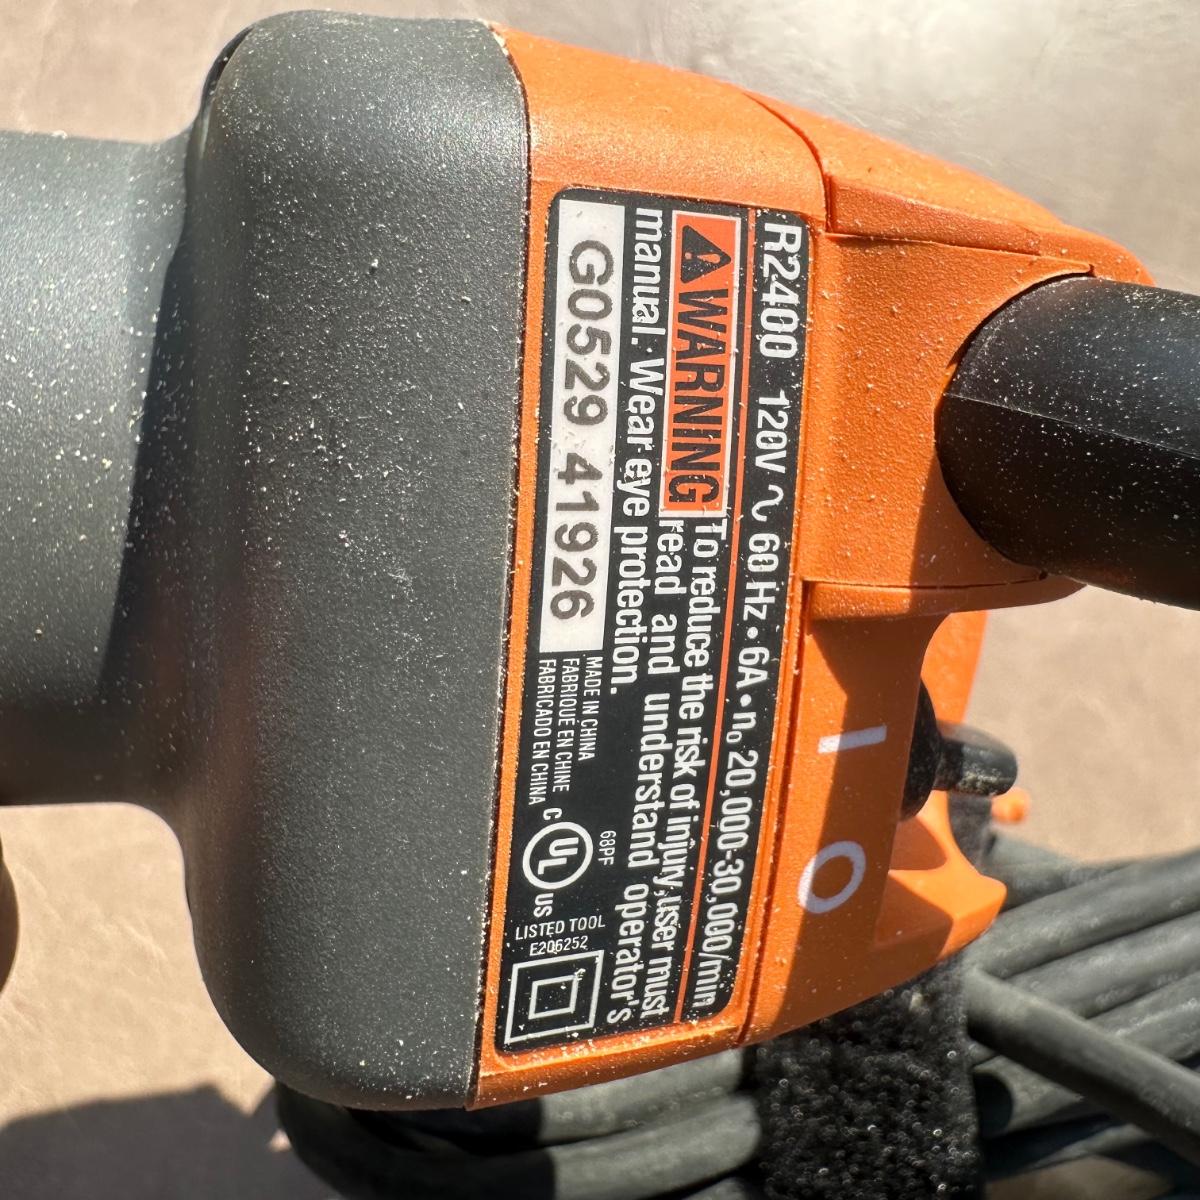 R2400 120V ∿ 60 Hz • 6A • n₀ 20,000-30,000/min
WARNING To reduce the risk of injury, user must
read and understand operator's
manual. Wear eye protection.
G0529 41926
MADE IN CHINA
FABRIQUÉ EN CHINE
FABRICADO EN CHINA
68PF
C UL US
LISTED TOOL
E206252
I O